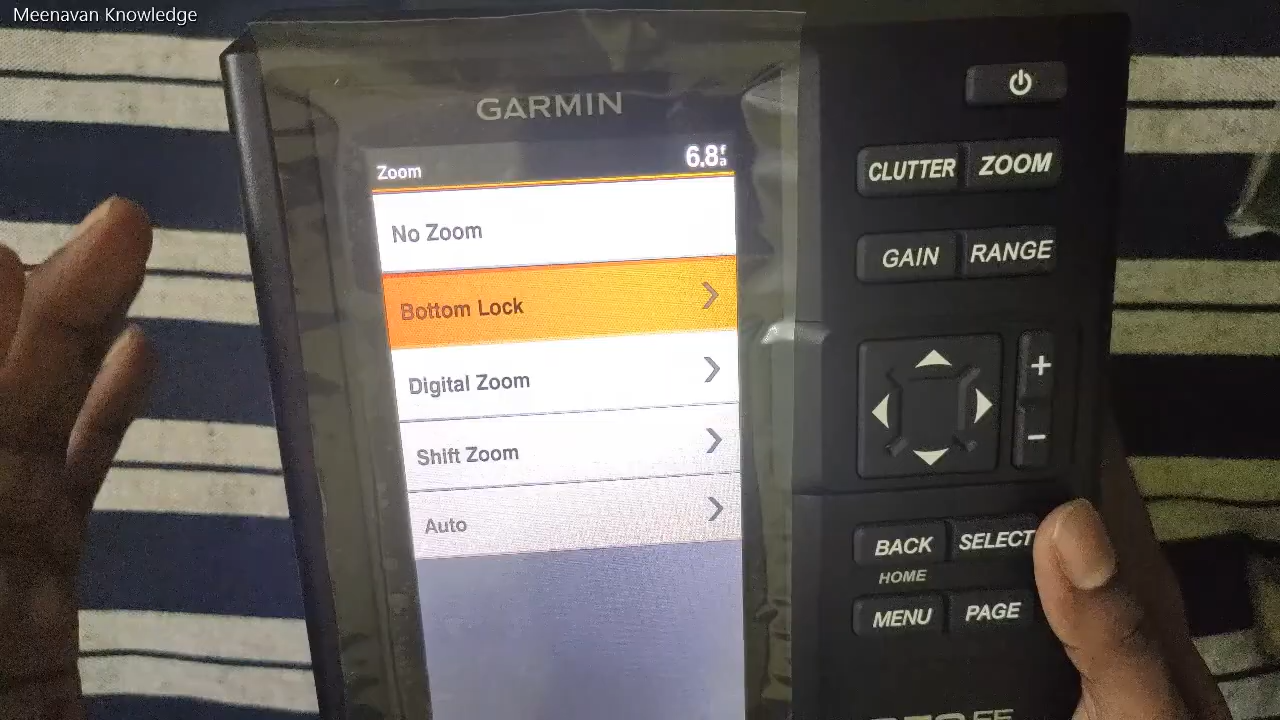 Meenavan Knowledge
GARMIN
Zoom
6.8 f
a
No Zoom
Bottom Lock
Digital Zoom
Shift Zoom
Auto
CLUTTER
ZOOM
GAIN
RANGE
+
-
BACK
SELECT
HOME
MENU
PAGE